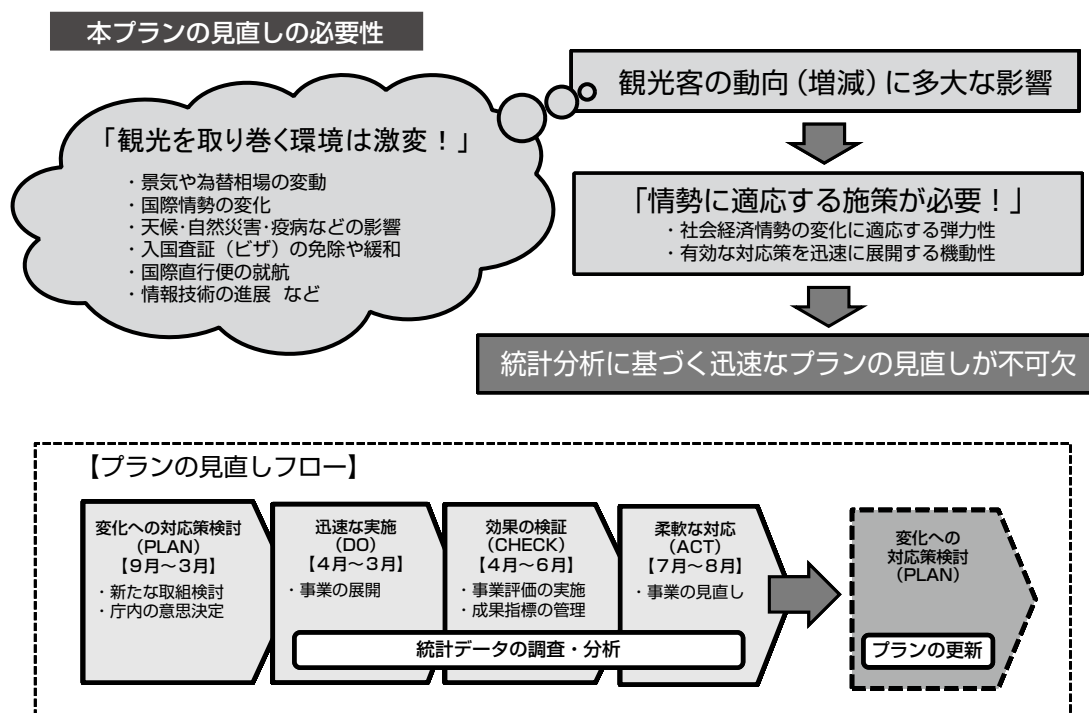 本プランの見直しの必要性
「観光を取り巻く環境は激変！」
・景気や為替相場の変動
・国際情勢の変化
・天候・自然災害・疫病などの影響
・入国査証（ビザ）の免除や緩和
・国際直行便の就航
・情報技術の進展 など
観光客の動向（増減）に多大な影響
「情勢に適応する施策が必要！」
・社会経済情勢の変化に適応する弾力性
・有効な対応策を迅速に展開する機動性
統計分析に基づく迅速なプランの見直しが不可欠
【プランの見直しフロー】
変化への対応策検討
（PLAN）
【9月～3月】
・新たな取組検討
・庁内の意思決定
迅速な実施
（DO）
【4月～3月】
・事業の展開
効果の検証
（CHECK）
【4月～6月】
・事業評価の実施
・成果指標の管理
柔軟な対応
（ACT）
【7月～8月】
・事業の見直し
統計データの調査・分析
変化への
対応策検討
（PLAN）
プランの更新